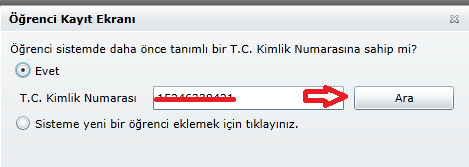 Öğrenci Kayıt Ekranı
Öğrenci sistemde daha önce tanımlı bir T.C. Kimlik Numarasına sahip mi?
Evet
T.C. Kimlik Numarası Ara
Sisteme yeni bir öğrenci eklemek için tıklayınız.